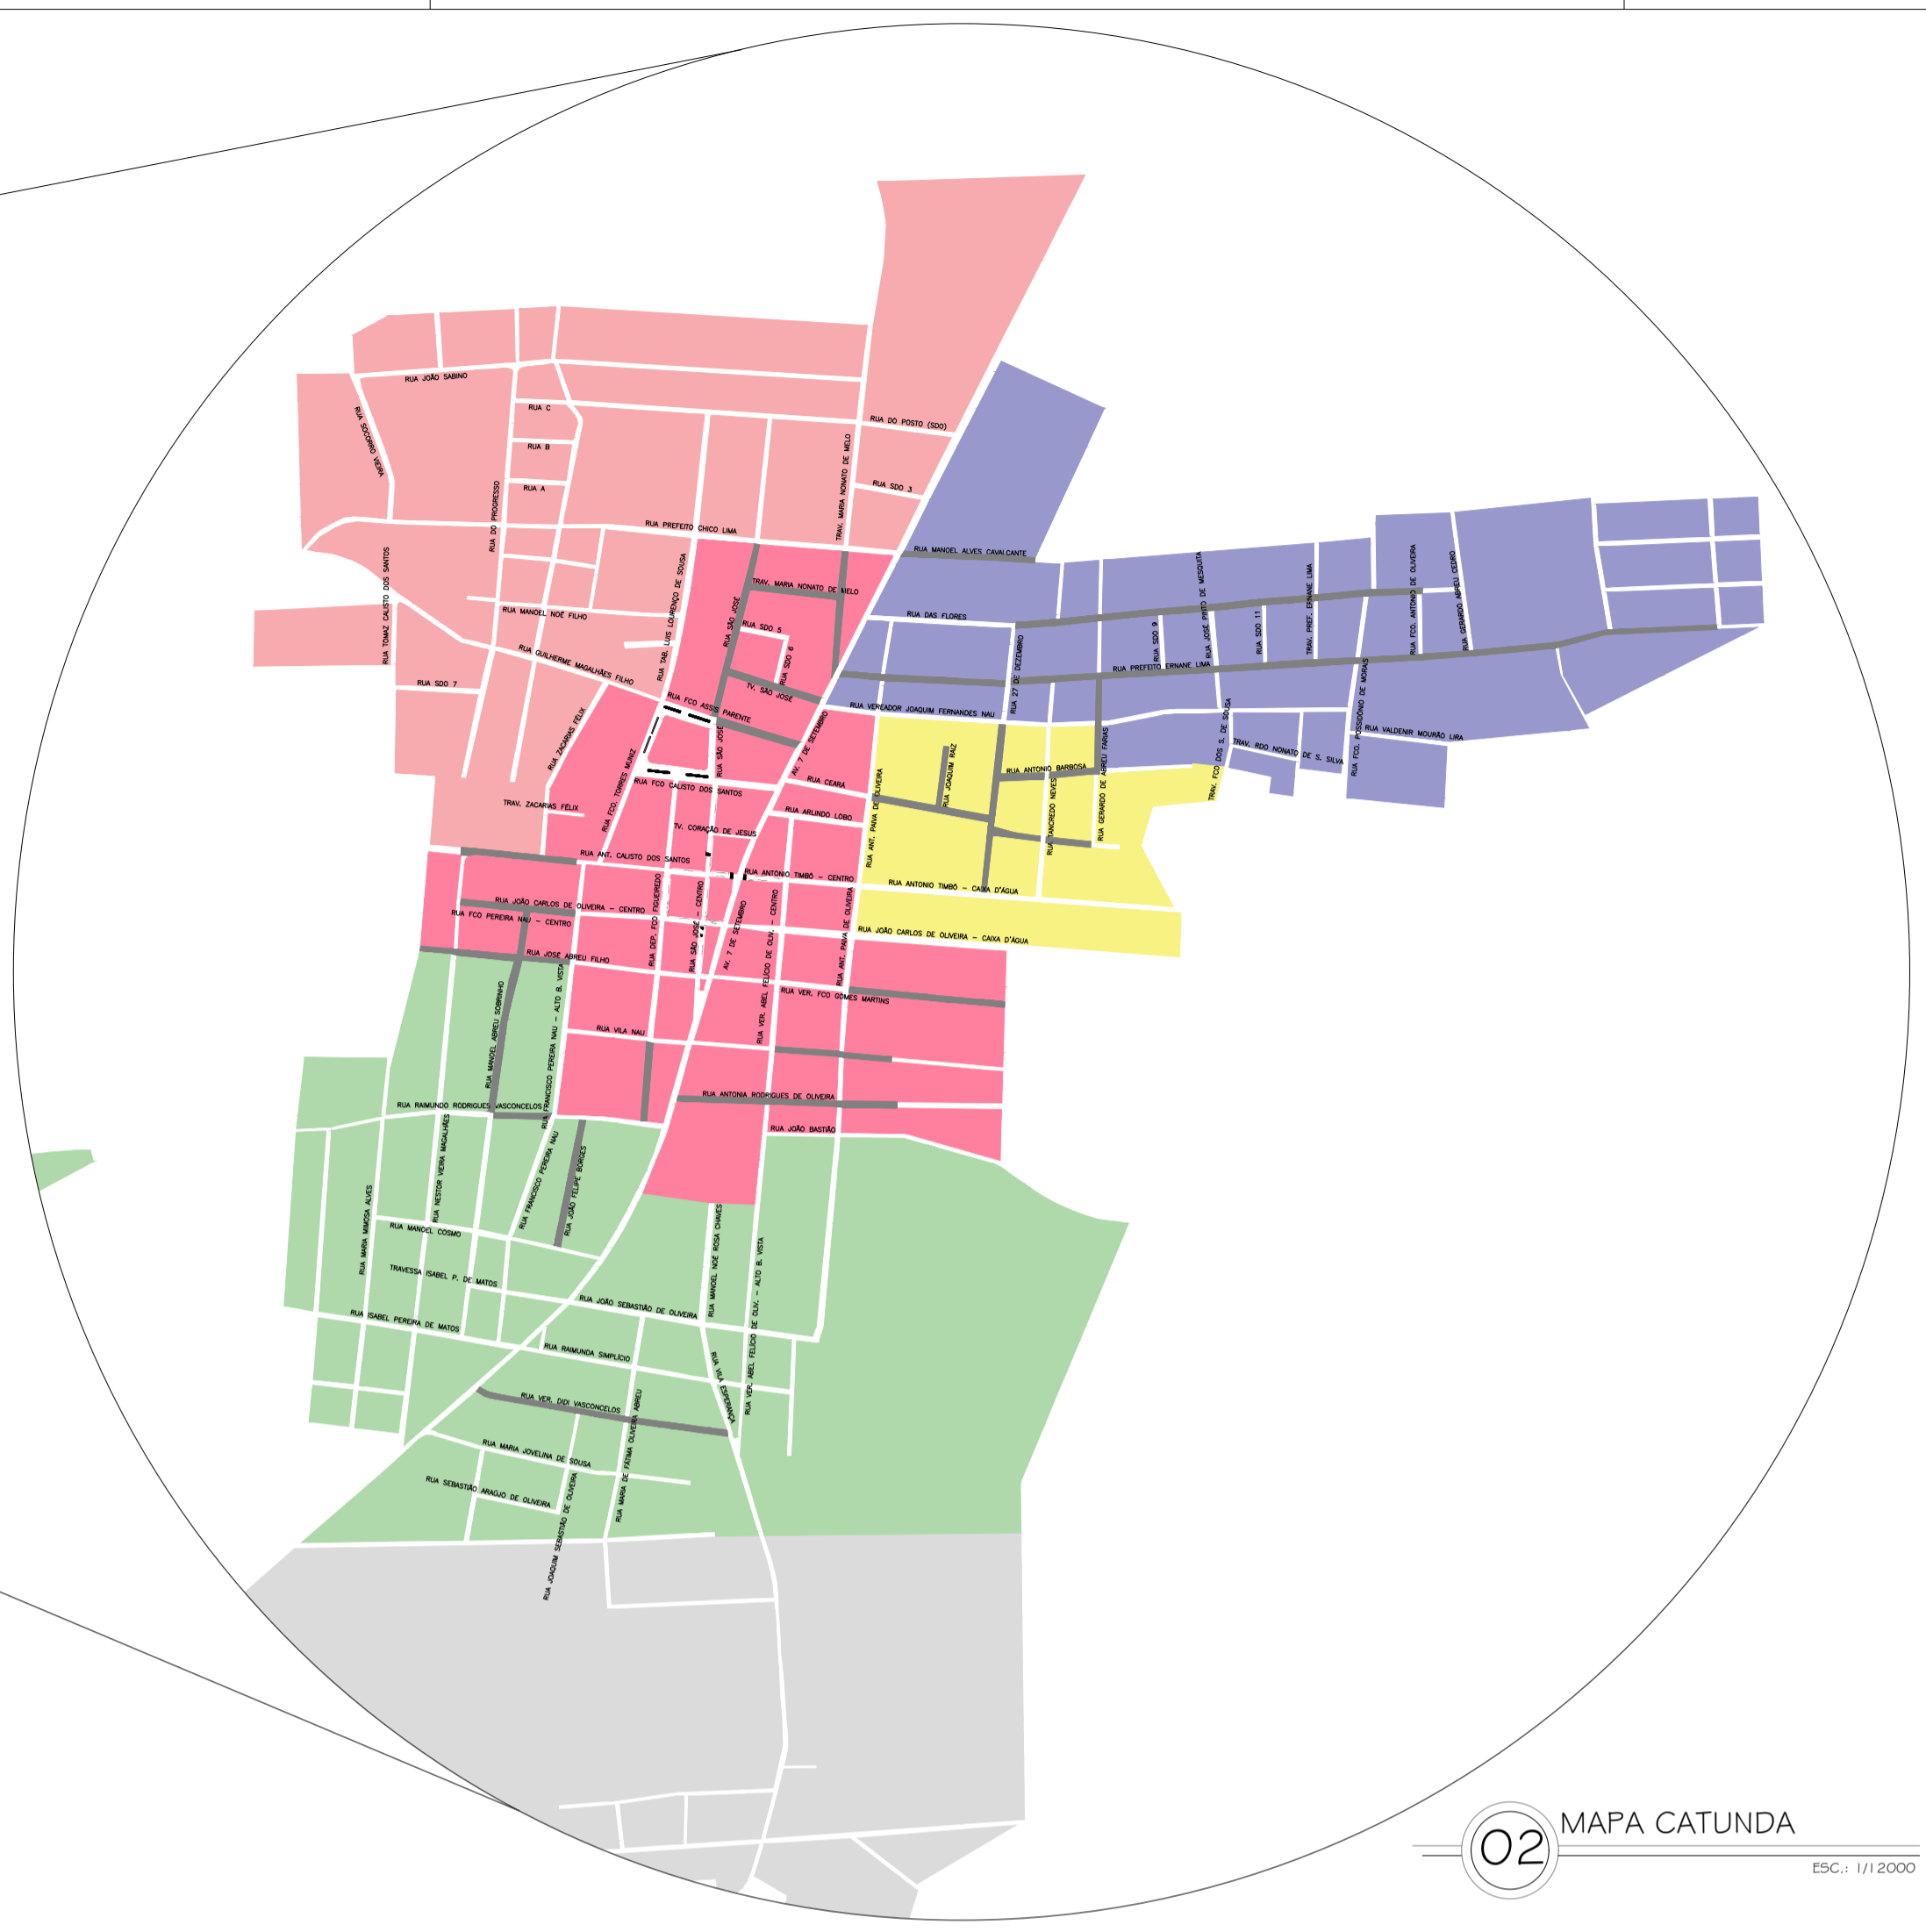 RUA JOÃO SABINO
RUA SOCORRO VIEIRA
RUA C
RUA B
RUA A
RUA DO POSTO (SDO)
RUA SDO 3
TRAV. MARIA NONATO DE MELO
RUA DO PROGRESSO
RUA PREFEITO CHICO LIMA
RUA TOMAZ CALISTO DOS SANTOS
RUA MANOEL NOÉ FILHO
RUA TAB. LUIS LOURENÇO DE SOUSA
RUA GUILHERME MAGALHÃES FILHO
RUA SDO 7
RUA ZACARIAS FÉLIX
TRAV. ZACARIAS FÉLIX
TRAV. MARIA NONATO DE MELO
RUA SÃO JOSÉ
RUA SDO 5
RUA SDO 6
TV. SÃO JOSÉ
RUA FCO ASSIS PARENTE
RUA SÃO JOSÉ
RUA FCO. TORRES MUNIZ
RUA FCO CALISTO DOS SANTOS
AV. 7 DE SETEMBRO
RUA CEARÁ
RUA ARLINDO LOBO
TV. CORAÇÃO DE JESUS
RUA MANOEL ALVES CAVALCANTE
RUA DAS FLORES
RUA 27 DE DEZEMBRO
RUA VEREADOR JOAQUIM FERNANDES NAU
RUA PREFEITO ERNANE LIMA
RUA SDO 9
RUA JOSÉ PINTO DE MESQUITA
RUA SDO 11
TRAV. PREF. ERNANE LIMA
RUA FCO. ANTONIO DE OLIVEIRA
RUA GERARDO ABREU CEDRO
RUA FCO. POSSIDÔNIO DE MORAIS
RUA VALDENIR MOURÃO LIRA
TRAV. RDO NONATO DE S. SILVA
TRAV. FCO DOS S. DE SOUSA
RUA GERARDO DE ABREU FARIAS
RUA ANTONIO BARBOSA
RUA JOAQUIM RAIZ
RUA TANCREDO NEVES
RUA ANT. PAIVA DE OLIVEIRA
RUA ANT. CALISTO DOS SANTOS
RUA ANTONIO TIMBÓ - CENTRO
RUA ANTONIO TIMBÓ - CAIXA D'ÁGUA
RUA JOÃO CARLOS DE OLIVEIRA - CENTRO
RUA FCO PEREIRA NAU - CENTRO
RUA JOÃO CARLOS DE OLIVEIRA - CAIXA D'ÁGUA
RUA DEP. FCO FIGUEIREDO
RUA SÃO JOSÉ - CENTRO
AV. 7 DE SETEMBRO
RUA VER. ABEL FELÍCIO DE OLIV. - CENTRO
RUA ANT. PAIVA DE OLIVEIRA
RUA JOSÉ ABREU FILHO
RUA VER. FCO GOMES MARTINS
RUA MANOEL ABREU SOBRINHO
RUA FRANCISCO PEREIRA NAU - ALTO B. VISTA
RUA VILA NAU
RUA ANTONIA RODRIGUES DE OLIVEIRA
RUA RAIMUNDO RODRIGUES VASCONCELOS
RUA JOÃO BASTIÃO
RUA NESTOR VIEIRA MAGALHÃES
RUA FRANCISCO PEREIRA NAU
RUA JOÃO FELIPE BORGES
RUA MARIA MIMOSA ALVES
RUA MANOEL COSMO
TRAVESSA ISABEL P. DE MATOS
RUA ISABEL PEREIRA DE MATOS
RUA JOÃO SEBASTIÃO DE OLIVEIRA
RUA MANOEL NOÉ ROSA CHAVES
RUA VER. ABEL FELÍCIO DE OLIV. - ALTO B. VISTA
RUA RAIMUNDA SIMPLÍCIO
RUA VILA ESPERANÇA
RUA VER. DIDI VASCONCELOS
RUA MARIA DE FÁTIMA OLIVEIRA ABREU
RUA MARIA JOVELINA DE SOUSA
RUA SEBASTIÃO ARAÚJO DE OLIVEIRA
RUA JOAQUIM SEBASTIÃO DE OLIVEIRA
02
MAPA CATUNDA
ESC.: 1/12000